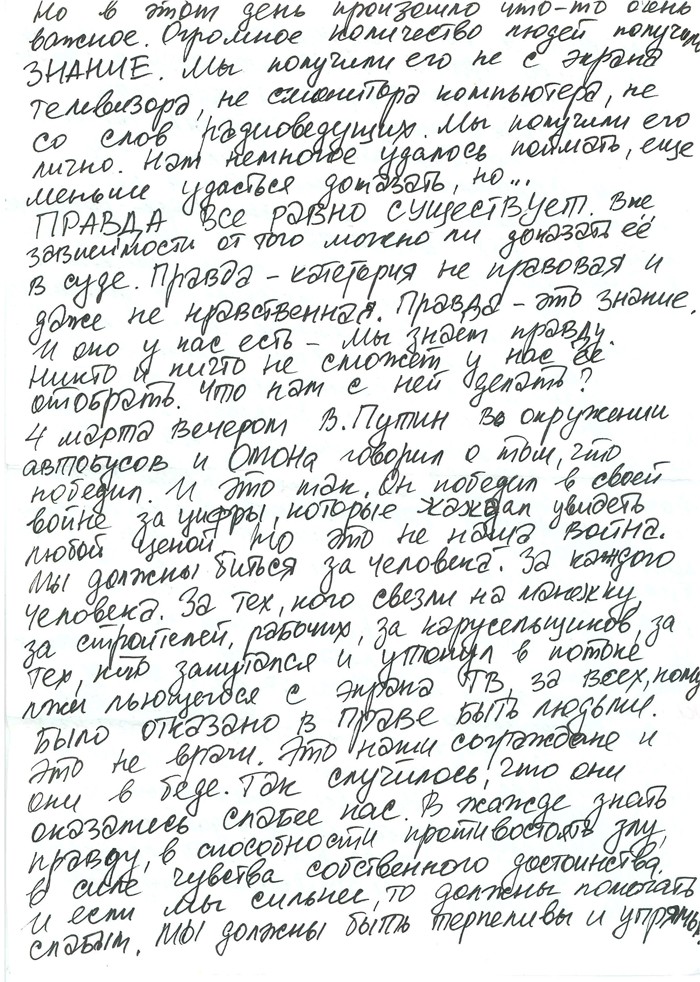 Но в этот день произошло что-то очень
важное. Огромное количество людей получили
ЗНАНИЕ. Мы получили его не с экрана
телевизора, не с монитора компьютера, не
со слов радиоведущих. Мы получили его
лично. Нам немногое удалось поймать, еще
меньше удасться доказать, но...
ПРАВДА ВСЕ РАВНО СУЩЕСТВУЕТ. Вне
зависимости от того можно ли доказать её
в суде. Правда – категория не правовая и
даже не нравственная. Правда – это знание.
И оно у нас есть – мы знаем правду.
Никто и ничто не сможет у нас ее
отобрать. Что нам с ней делать?
4 марта вечером В.Путин в окружении
автобусов и ОМОНа говорил о том, что
победил. И это так. Он победил в своей
войне за цифры, которые жаждал увидеть
любой ценой. Но это не наша война.
Мы должны биться за человека. За каждого
человека. За тех, кого свезли на манежку,
за строителей, рабочих, за карусельщиков, за
тех, кто запутался и утонул в потоке
лжи льющегося с экрана ТВ, за всех, кому
было отказано в праве быть людьми.
Это не враги. Это наши сограждане и
они в беде. Так случилось, что они
оказались слабее нас. В жажде знать
правду, в способности противостоять злу,
в силе чувства собственного достоинства.
И если мы сильнее, то должны помогать
слабым. Мы должны быть терпеливы и упрямы.